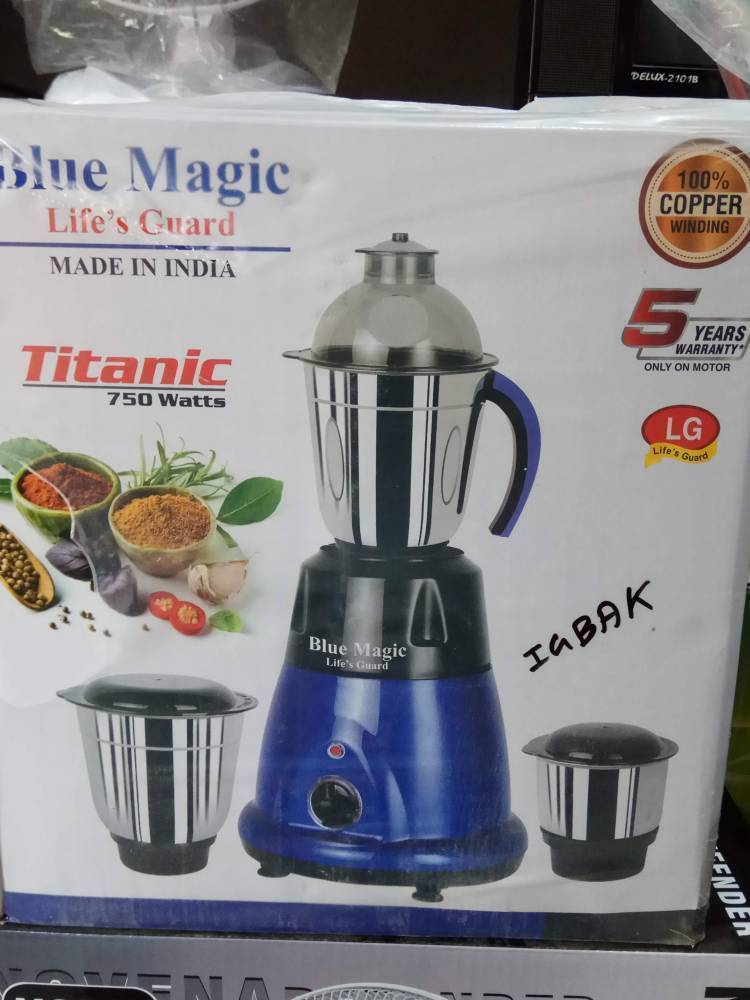 DELUX-2101B
Blue Magic
Life's Guard
MADE IN INDIA
100%
COPPER
WINDING
5 YEARS
WARRANTY*
ONLY ON MOTOR
Titanic
750 Watts
LG
Life's Guard
IGBAK
Blue Magic
Life's Guard